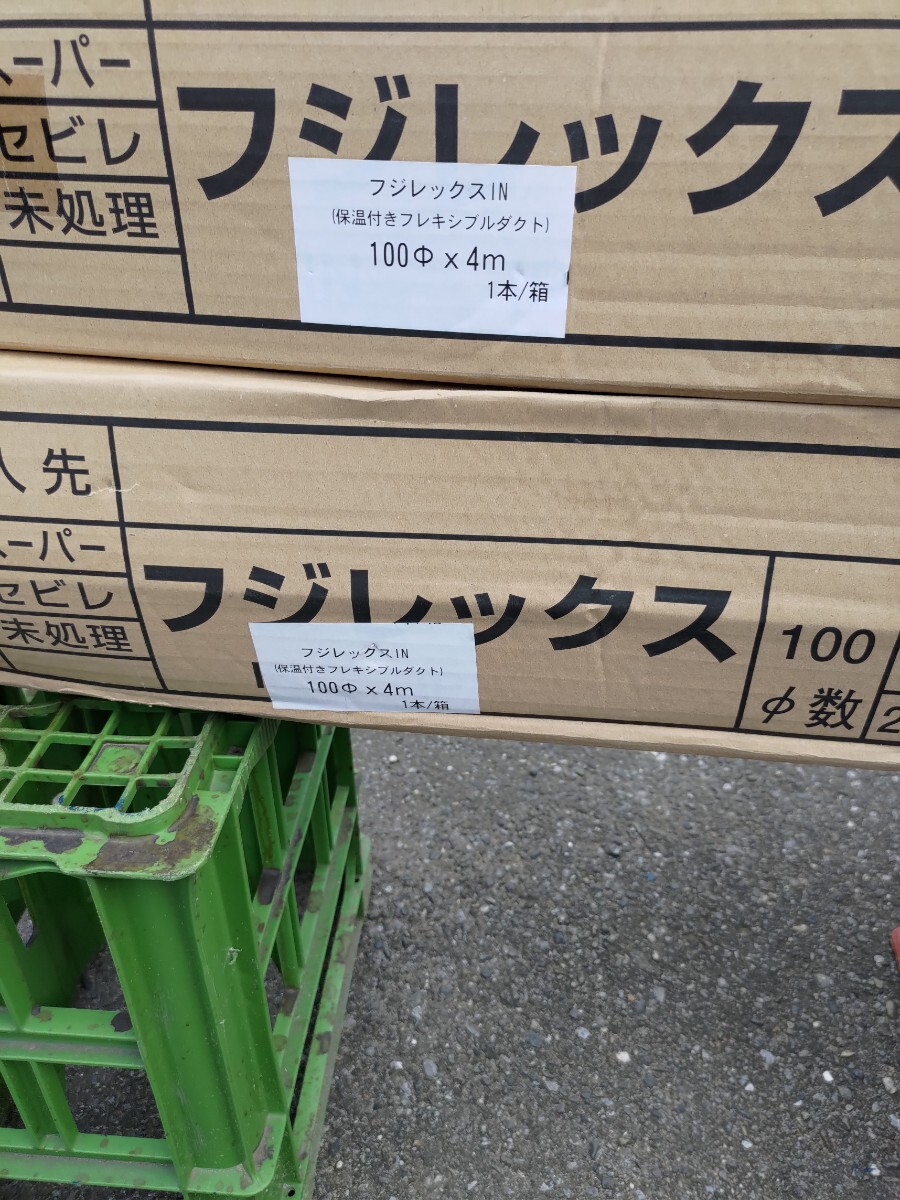 ーパー
セビレ
未処理
フジレックス
フジレックスIN
(保温付きフレキシブルダクト)
100Φ x 4m
1本/箱
先
ーパー
セビレ
未処理
フジレックス
100
φ 数
2
フジレックスIN
(保温付きフレキシブルダクト)
100Φ x 4m
1本/箱